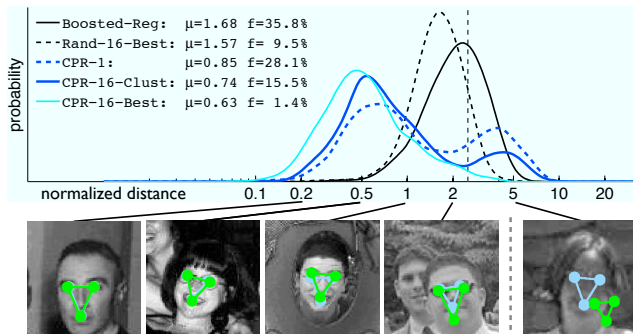 Boosted-Reg: μ=1.68 f=35.8%
Rand-16-Best: μ=1.57 f= 9.5%
CPR-1: μ=0.85 f=28.1%
CPR-16-Clust: μ=0.74 f=15.5%
CPR-16-Best: μ=0.63 f= 1.4%
probability
normalized distance 0.1 0.2 0.5 1 2 5 10 20